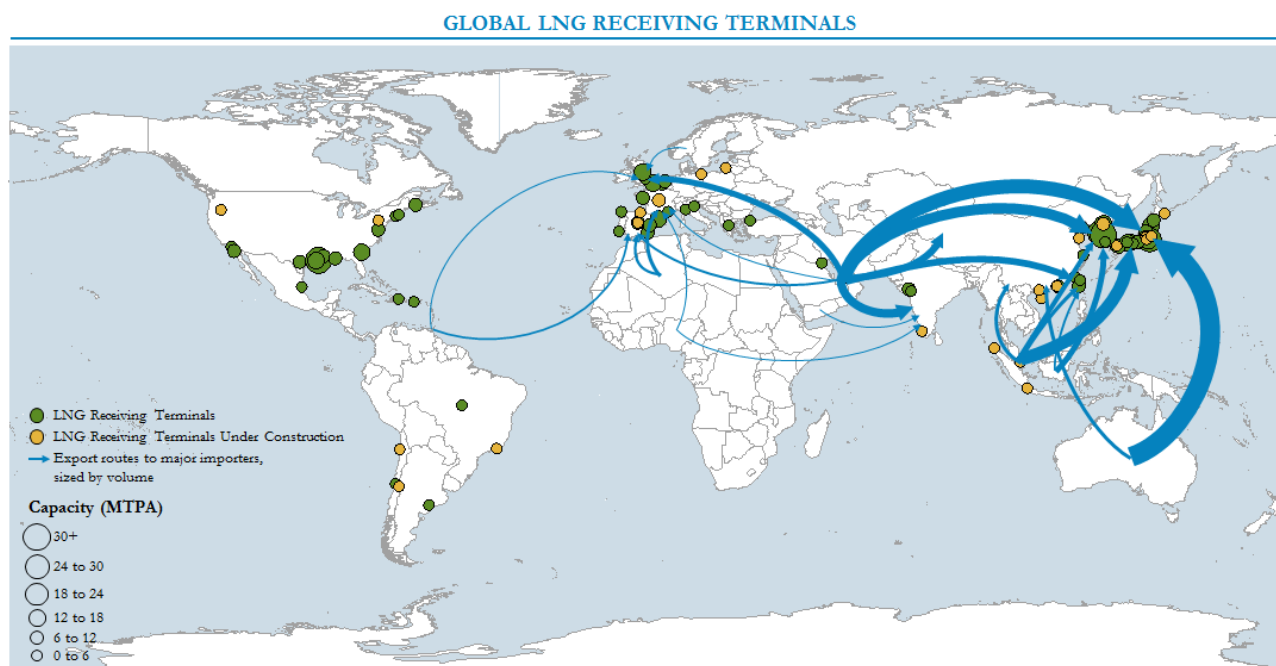 GLOBAL LNG RECEIVING TERMINALS
LNG Receiving Terminals
LNG Receiving Terminals Under Construction
Export routes to major importers,
sized by volume
Capacity (MTPA)
30+
24 to 30
18 to 24
12 to 18
6 to 12
0 to 6